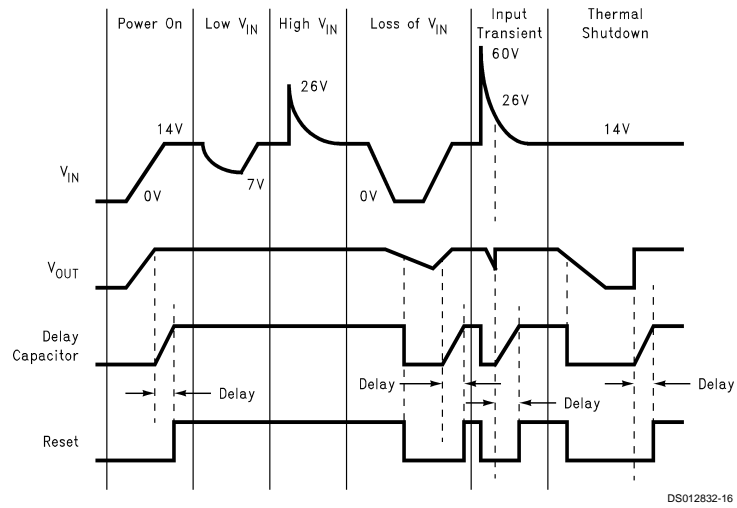 Power On
Low VIN
High VIN
Loss of VIN
Input
Transient
Thermal
Shutdown
60V
26V
26V
14V
14V
VIN
7V
0V
0V
VOUT
Delay
Capacitor
Delay
Delay
Delay
Delay
Reset
DS012832-16